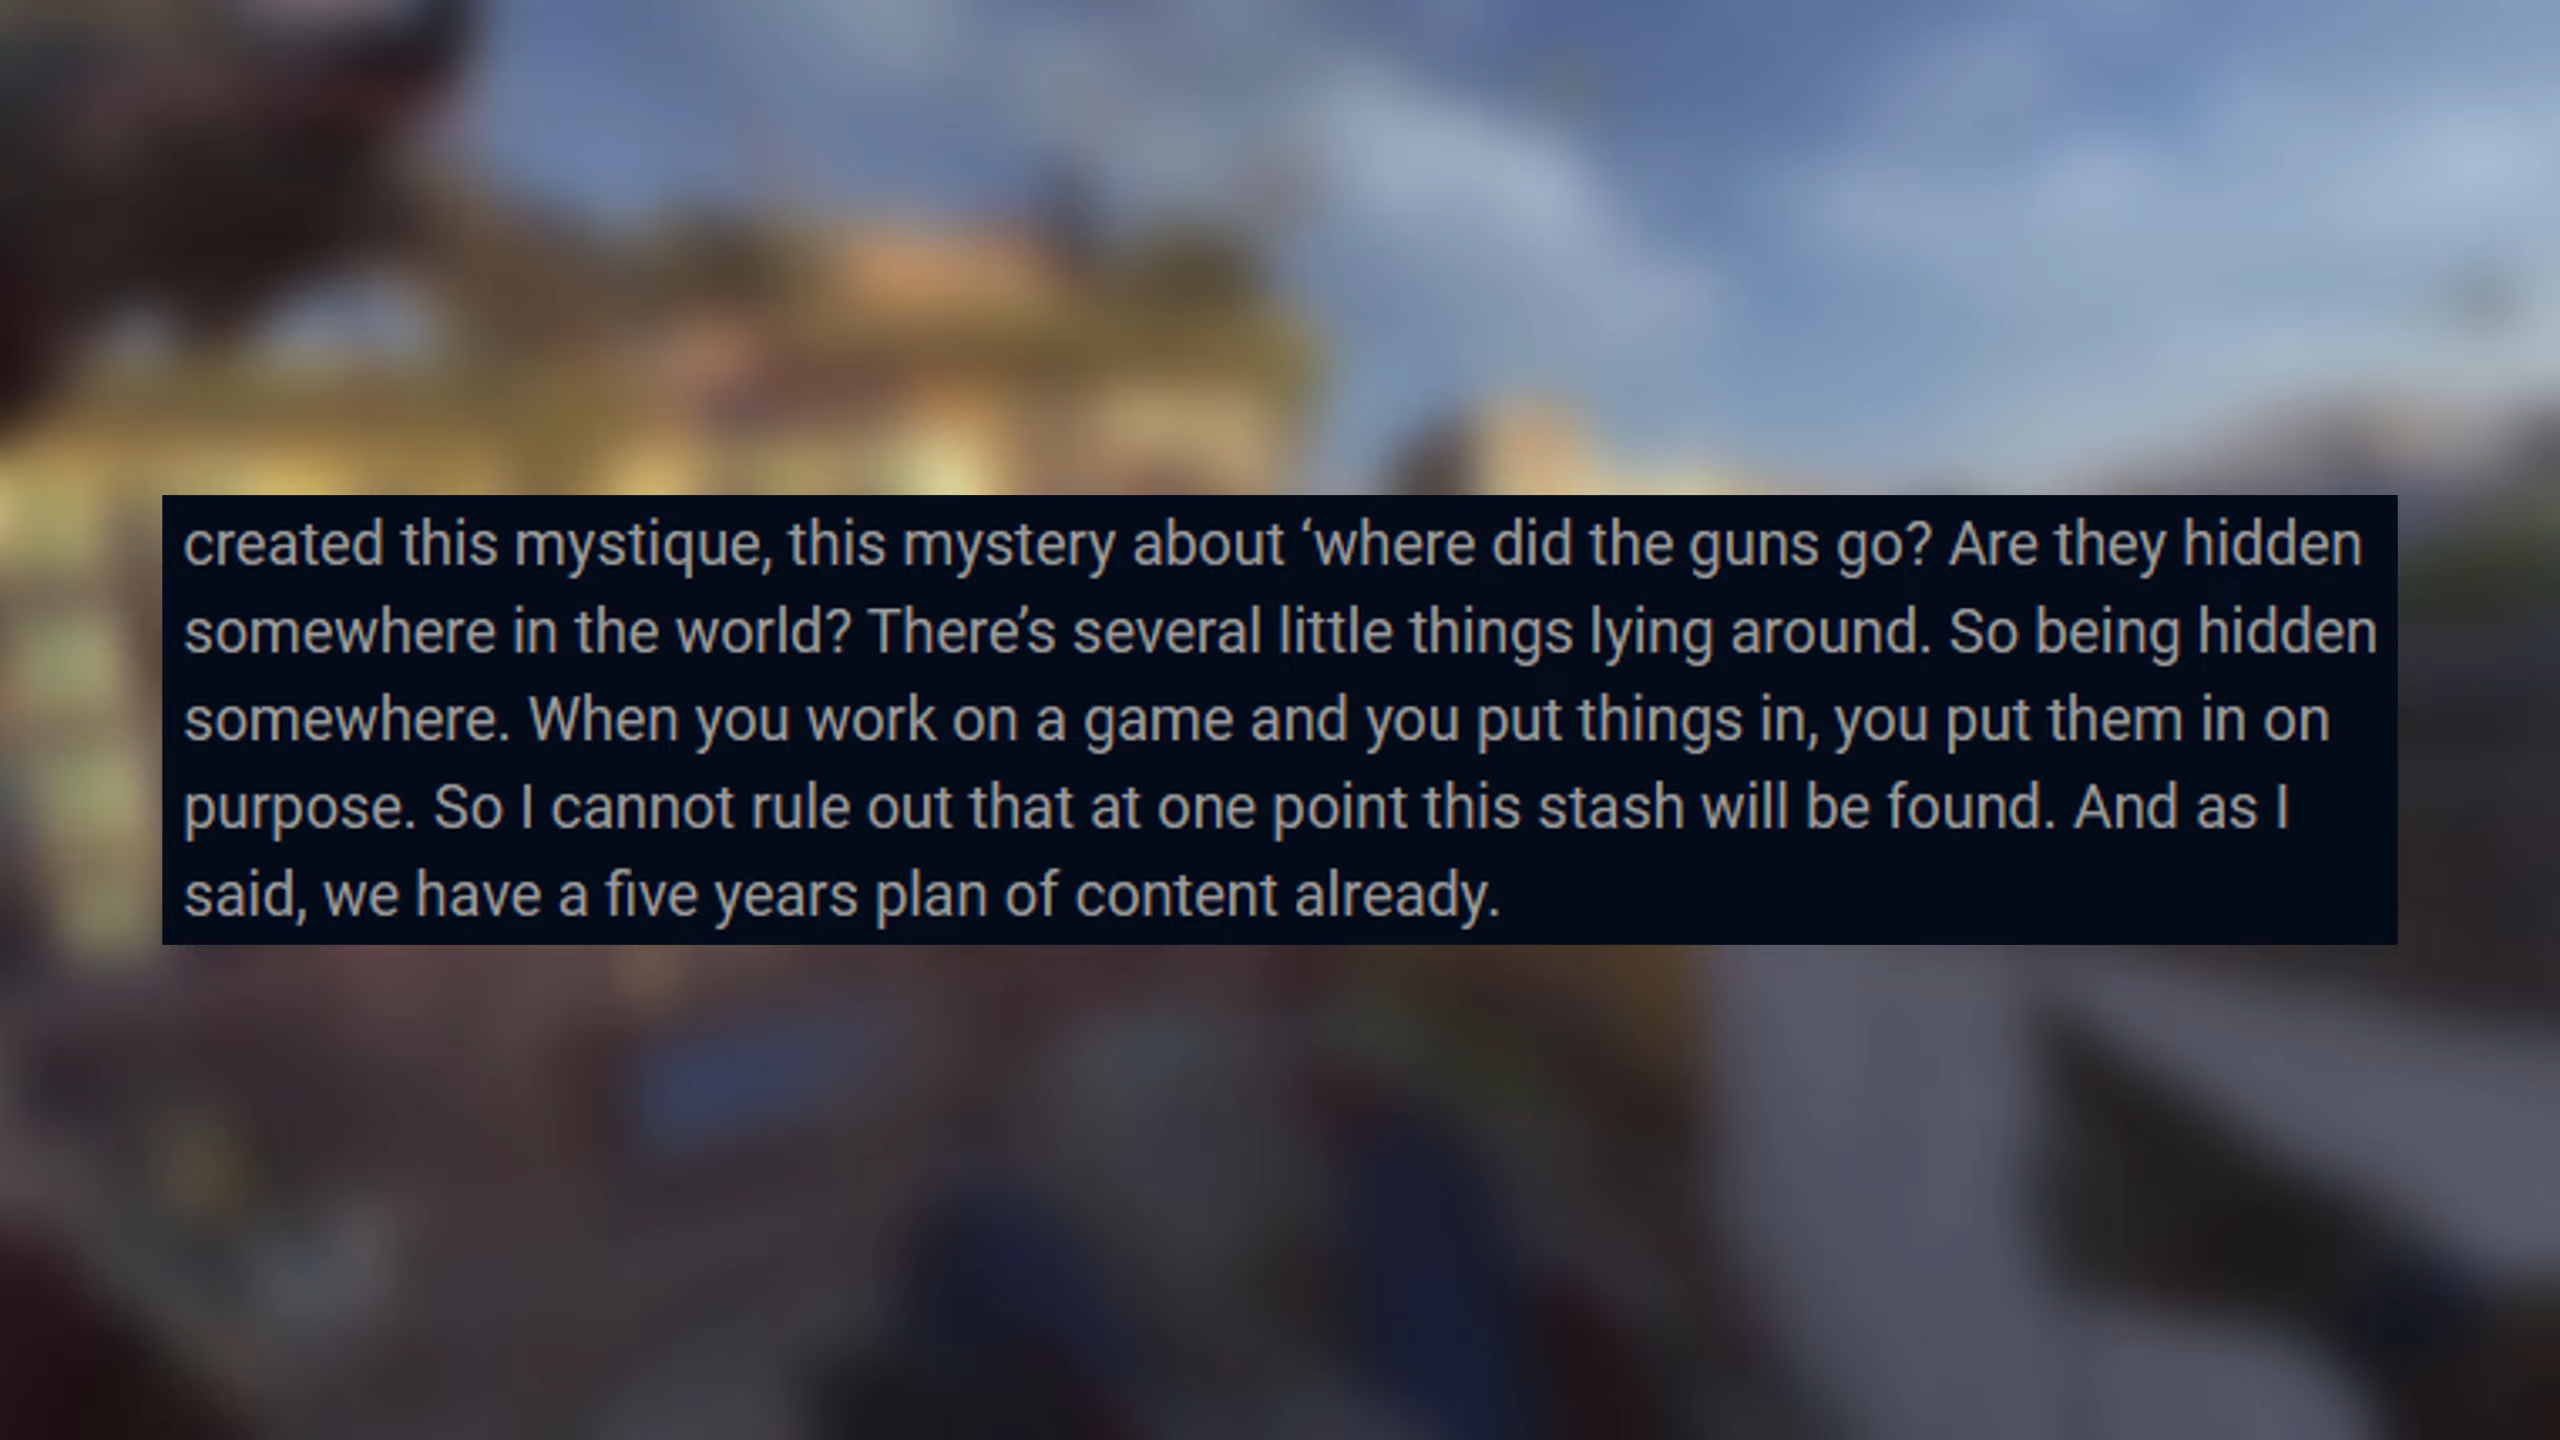 created this mystique, this mystery about ‘where did the guns go? Are they hidden
somewhere in the world? There’s several little things lying around. So being hidden
somewhere. When you work on a game and you put things in, you put them in on
purpose. So I cannot rule out that at one point this stash will be found. And as I
said, we have a five years plan of content already.